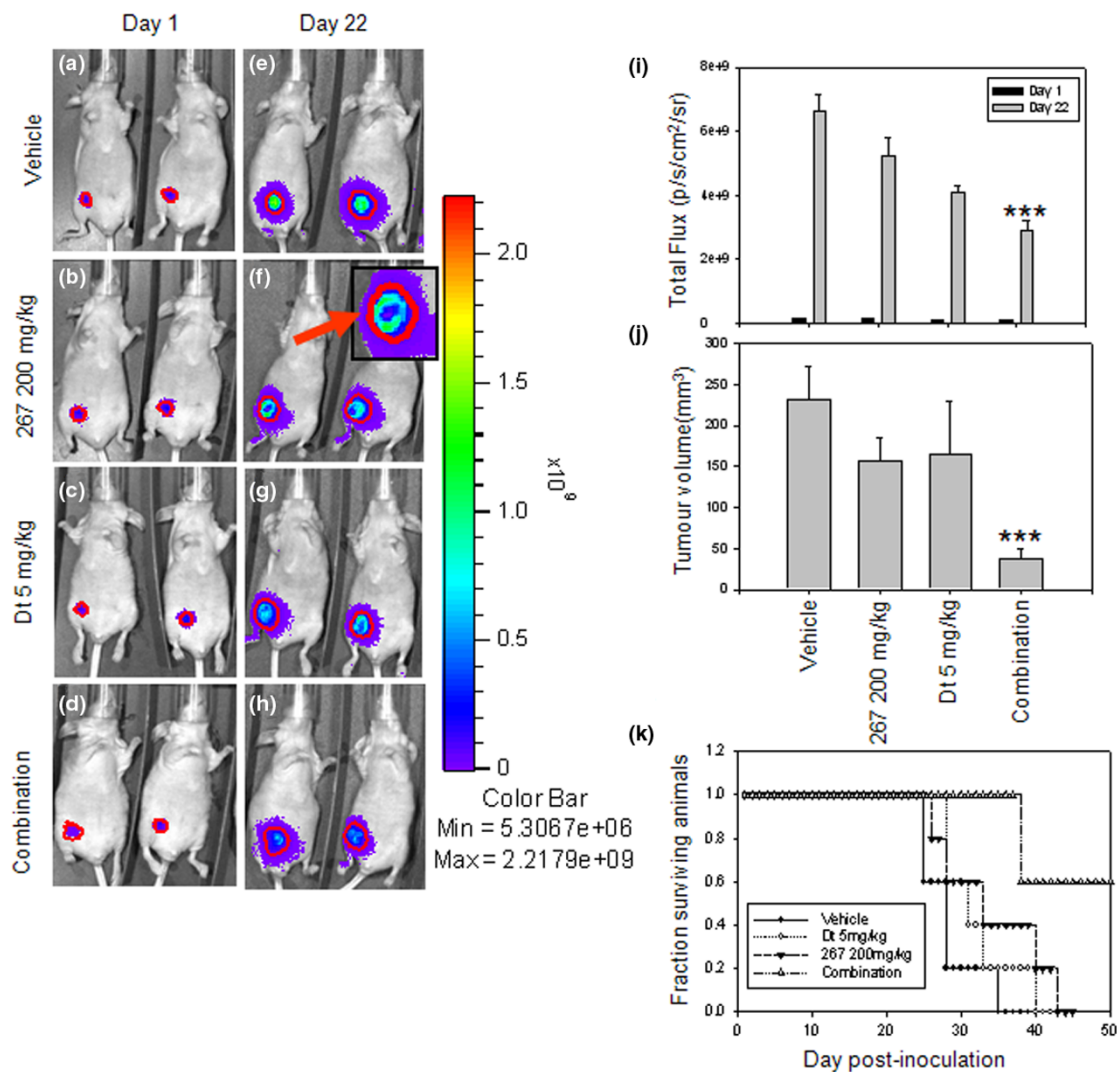 Day 1
Day 22
(a)
(e)
Vehicle
(b)
(f)
267 200 mg/kg
(c)
(g)
Dt 5 mg/kg
(d)
(h)
Combination
2.0
1.5
1.0
0.5
0
x10^9
Color Bar
Min = 5.3067e+06
Max = 2.2179e+09
(i)
Total Flux (p/s/cm²/sr)
8e+9
6e+9
4e+9
2e+9
0
Day 1
Day 22
***
(j)
Tumour volume(mm³)
300
250
200
150
100
50
0
***
Vehicle
267 200 mg/kg
Dt 5 mg/kg
Combination
(k)
Fraction surviving animals
1.2
1.0
0.8
0.6
0.4
0.2
0.0
Vehicle
Dt 5mg/kg
267 200mg/kg
Combination
0 10 20 30 40 50
Day post-inoculation